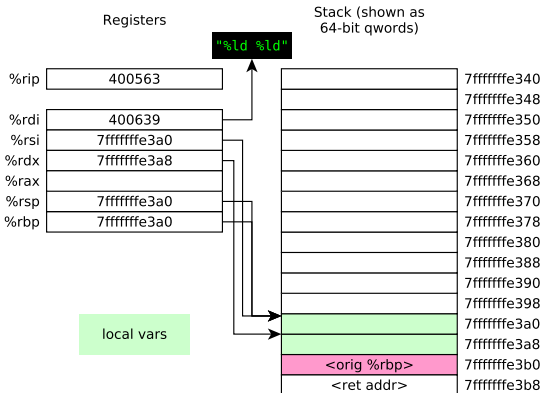 Registers
Stack (shown as
64-bit qwords)
"%ld %ld"
%rip 400563
%rdi 400639
%rsi 7fffffffe3a0
%rdx 7fffffffe3a8
%rax
%rsp 7fffffffe3a0
%rbp 7fffffffe3a0
local vars
7fffffffe340
7fffffffe348
7fffffffe350
7fffffffe358
7fffffffe360
7fffffffe368
7fffffffe370
7fffffffe378
7fffffffe380
7fffffffe388
7fffffffe390
7fffffffe398
7fffffffe3a0
7fffffffe3a8
<orig %rbp> 7fffffffe3b0
<ret addr> 7fffffffe3b8